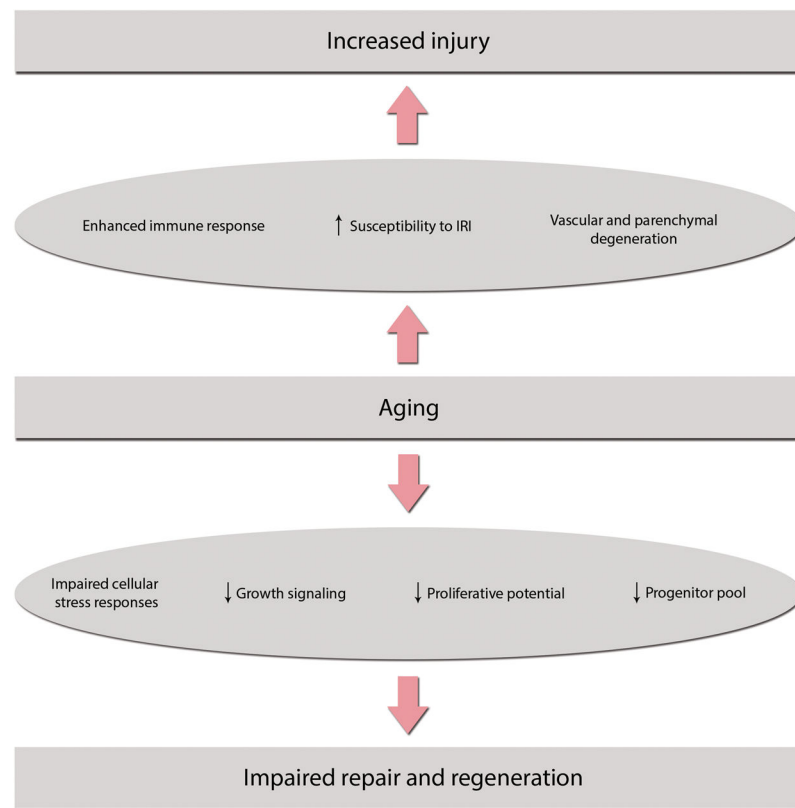 Increased injury
Enhanced immune response
↑ Susceptibility to IRI
Vascular and parenchymal
degeneration
Aging
Impaired cellular
stress responses
↓ Growth signaling
↓ Proliferative potential
↓ Progenitor pool
Impaired repair and regeneration